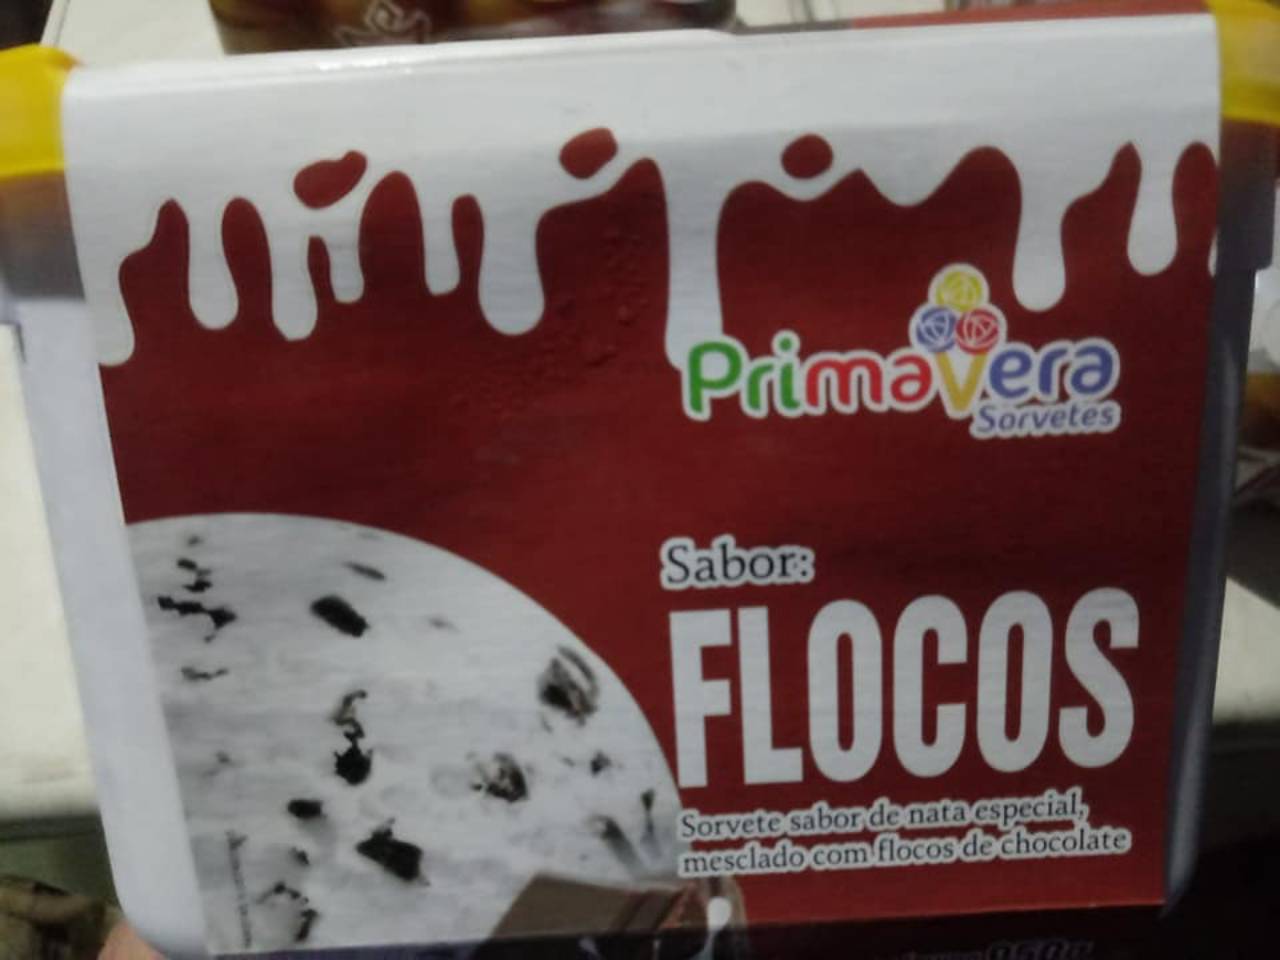 PrimaVera
Sorvetes
Sabor:
FLOCOS
Sorvete sabor de nata especial,
mesclado com flocos de chocolate